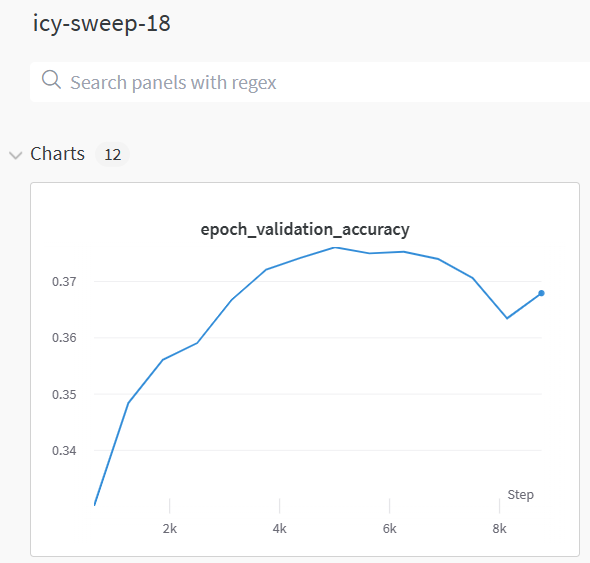 icy-sweep-18
Search panels with regex
Charts 12
epoch_validation_accuracy
0.37
0.36
0.35
0.34
Step
2k 4k 6k 8k